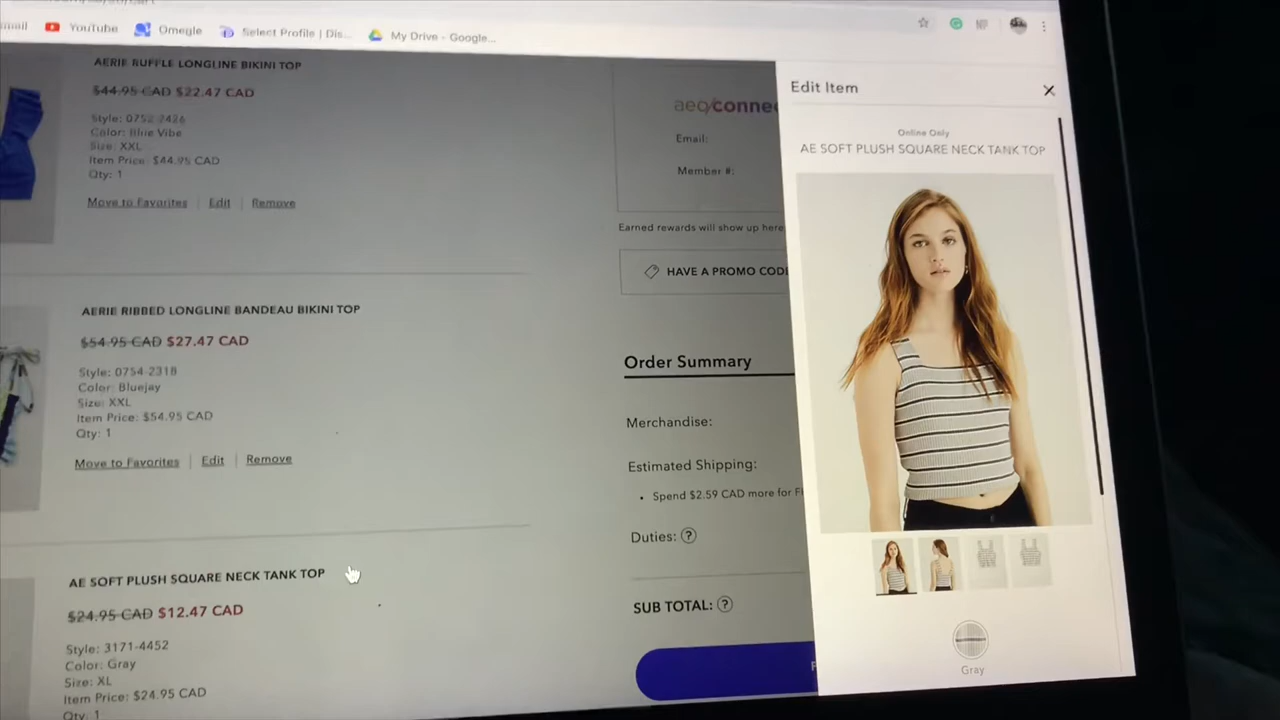 YouTube
Omegle
Select Profile | Dis...
My Drive - Google...
AERIE RUFFLE LONGLINE BIKINI TOP
$44.95 CAD $22.47 CAD
Style: 0752-2426
Color: Blue Vibe
Size: XXL
Item Price: $44.95 CAD
Qty: 1
Move to Favorites | Edit | Remove
AERIE RIBBED LONGLINE BANDEAU BIKINI TOP
$54.95 CAD $27.47 CAD
Style: 0754-2318
Color: Bluejay
Size: XXL
Item Price: $54.95 CAD
Qty: 1
Move to Favorites | Edit | Remove
AE SOFT PLUSH SQUARE NECK TANK TOP
$24.95 CAD $12.47 CAD
Style: 3171-4452
Color: Gray
Size: XL
Item Price: $24.95 CAD
Qty: 1
aeo/connec
Email:
Member #:
Earned rewards will show up here
HAVE A PROMO CODE
Order Summary
Merchandise:
Estimated Shipping:
• Spend $2.59 CAD more for F
Duties: ?
SUB TOTAL: ?
Edit Item
Online Only
AE SOFT PLUSH SQUARE NECK TANK TOP
Gray